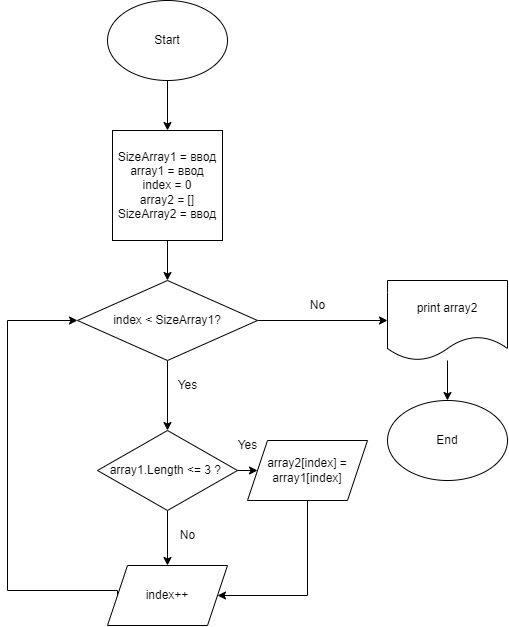 Start
SizeArray1 = ввод
array1 = ввод
index = 0
array2 = []
SizeArray2 = ввод
index < SizeArray1?
No
print array2
Yes
End
array1.Length <= 3 ?
Yes
array2[index] =
array1[index]
No
index++